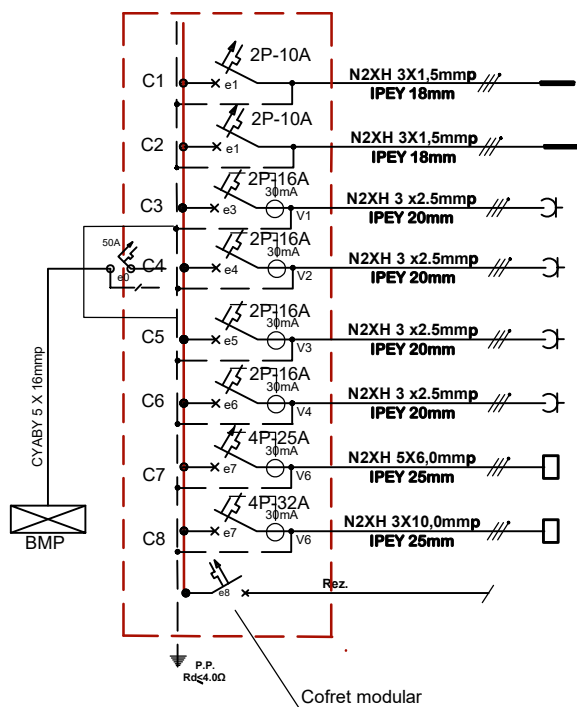 2P-10A
C1
e1
N2XH 3X1,5mmp
IPEY 18mm
2P-10A
C2
e1
N2XH 3X1,5mmp
IPEY 18mm
2P-16A
30mA
C3
e3
V1
N2XH 3 x2.5mmp
IPEY 20mm
50A
e0
2P-16A
30mA
C4
e4
V2
N2XH 3 x2.5mmp
IPEY 20mm
2P-16A
30mA
C5
e5
V3
N2XH 3 x2.5mmp
IPEY 20mm
2P-16A
30mA
C6
e6
V4
N2XH 3 x2.5mmp
IPEY 20mm
4P-25A
30mA
C7
e7
V6
N2XH 5X6,0mmp
IPEY 25mm
4P-32A
30mA
C8
e7
V6
N2XH 3X10,0mmp
IPEY 25mm
CYABY 5 X 16mmp
BMP
e8
Rez.
P.P.
Rd<4.0Ω
Cofret modular